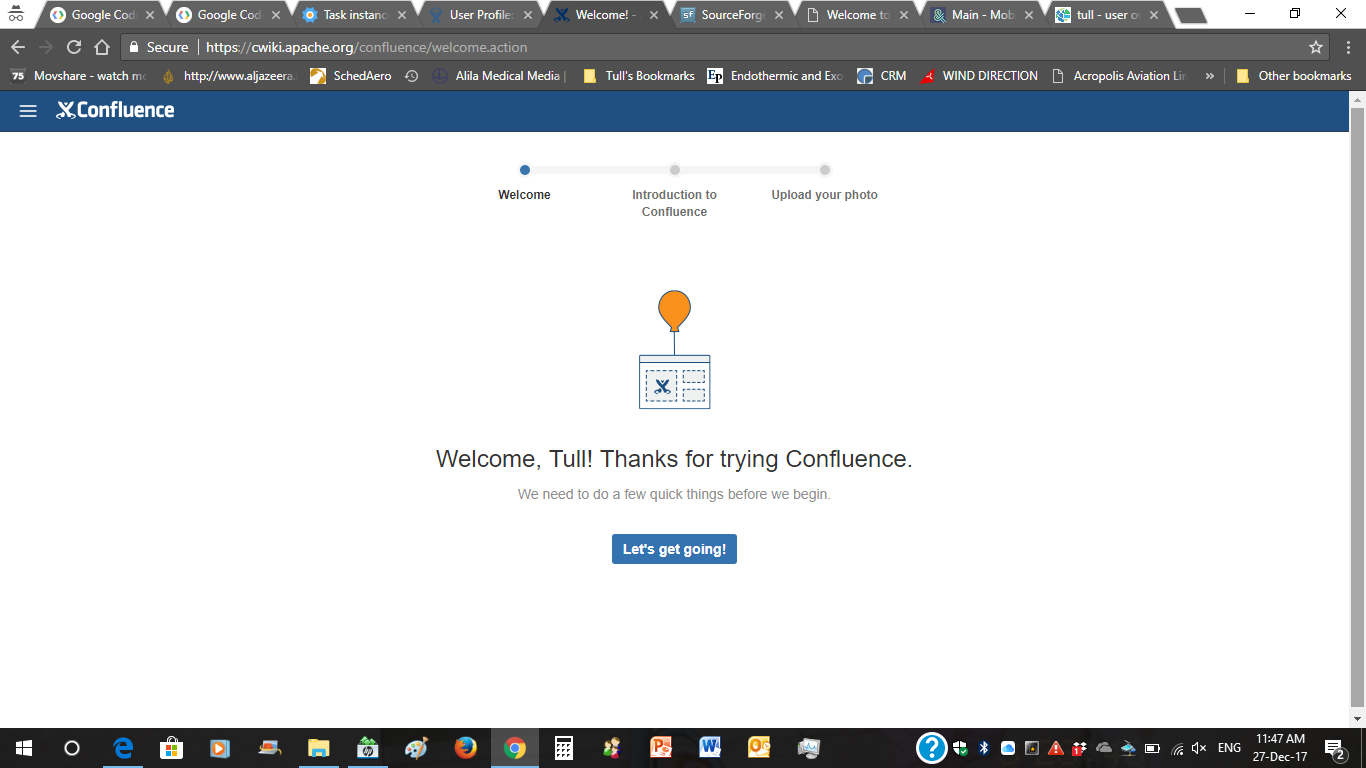 Google Cod
Google Cod
Task instanc
User Profile:
Welcome! -
SourceForge
Welcome to
Main - Mob
tull - user o
Secure
https://cwiki.apache.org/confluence/welcome.action
75
Movshare - watch m
http://www.aljazeera.
SchedAero
Alila Medical Media |
Tull's Bookmarks
EP
Endothermic and Exo
CRM
WIND DIRECTION
Acropolis Aviation Lin
»
Other bookmarks
Confluence
Welcome
Introduction to
Confluence
Upload your photo
Welcome, Tull! Thanks for trying Confluence.
We need to do a few quick things before we begin.
Let's get going!
ENG
11:47 AM
27-Dec-17
2